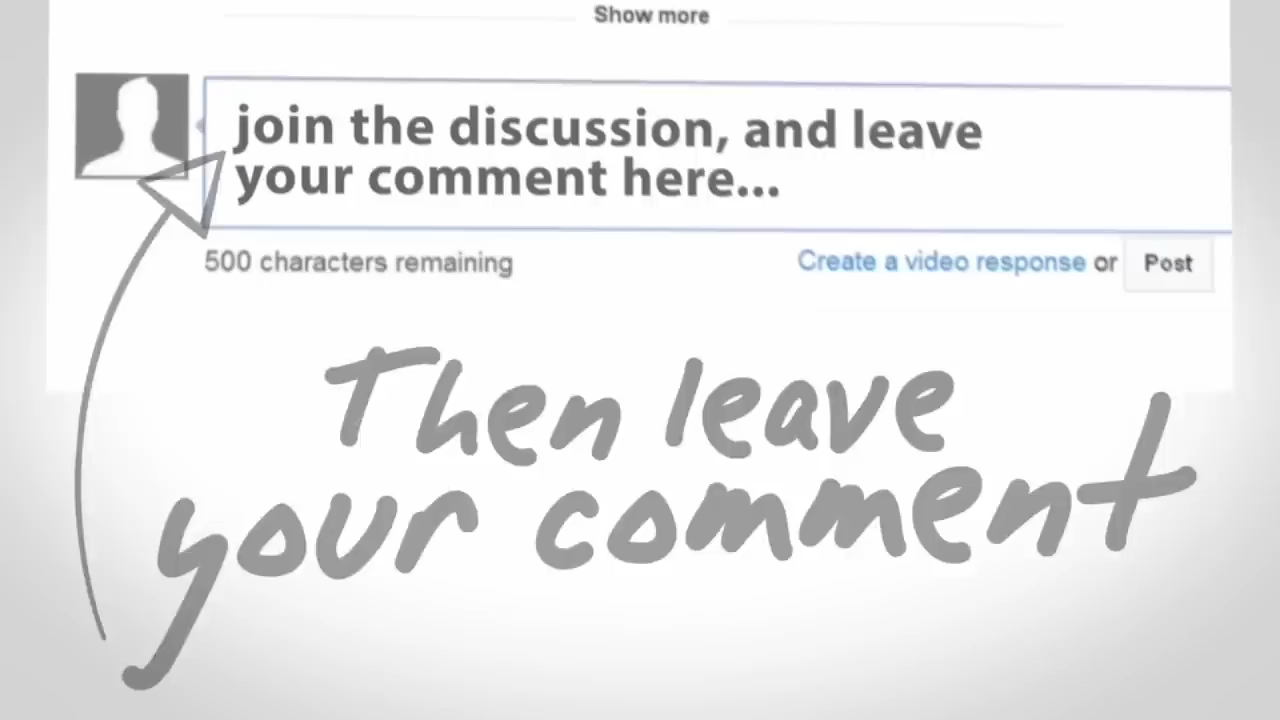 Show more
join the discussion, and leave
your comment here...
500 characters remaining
Create a video response or Post
Then leave
your comment